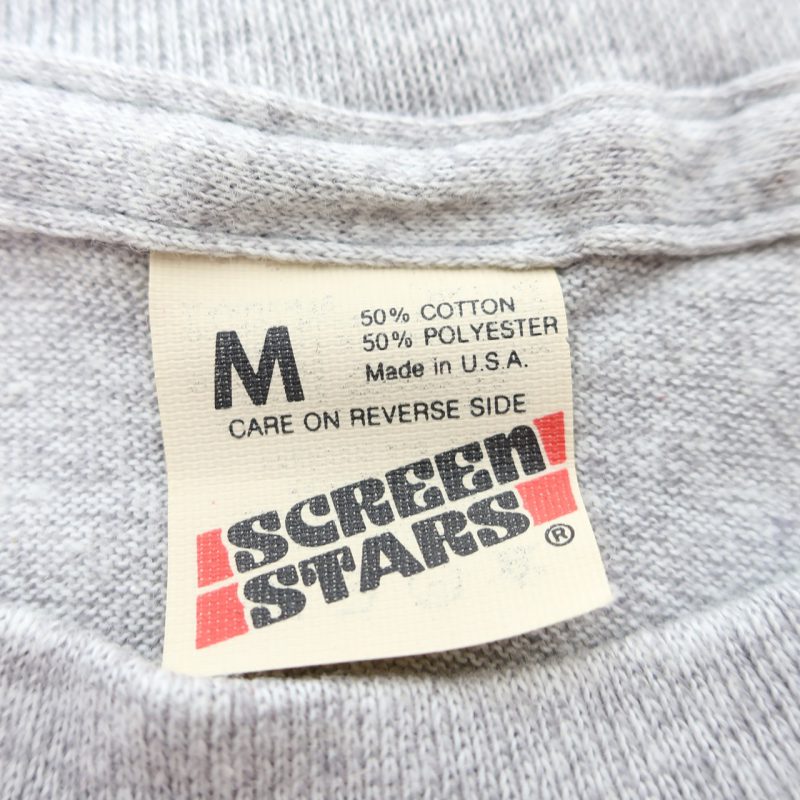 M
50% COTTON
50% POLYESTER
Made in U.S.A.
CARE ON REVERSE SIDE
SCREEN
STARS®